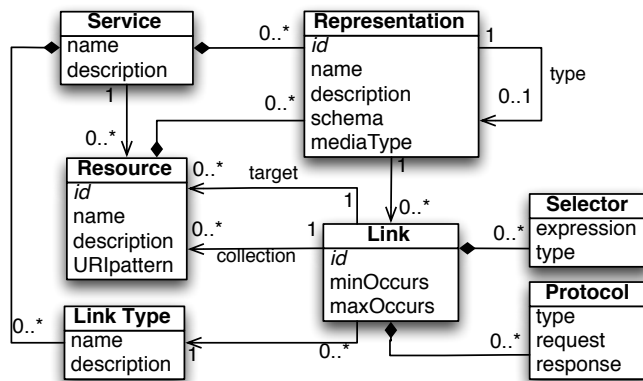 Service
name
description
0..*
Representation
id
name
description
schema
mediaType
1
type
0..1
1
0..*
0..*
Resource
id
name
description
URIpattern
0..*
target
1
0..*
collection
1
1
0..*
Link
id
minOccurs
maxOccurs
0..*
Selector
expression
type
Link Type
name
description
0..*
1
0..*
0..*
Protocol
type
request
response